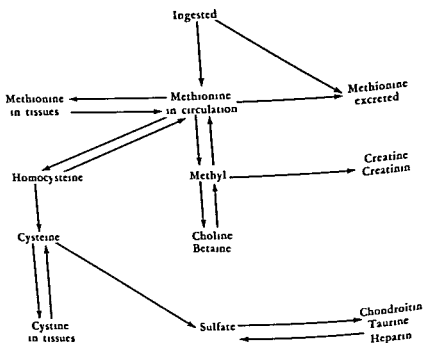 Ingested
Methionine
in tissues
Methionine
in circulation
Methionine
excreted
Homocysteine
Methyl
Creatine
Creatinin
Cysteine
Choline
Betaine
Cystine
in tissues
Sulfate
Chondroitin
Taurine
Heparin